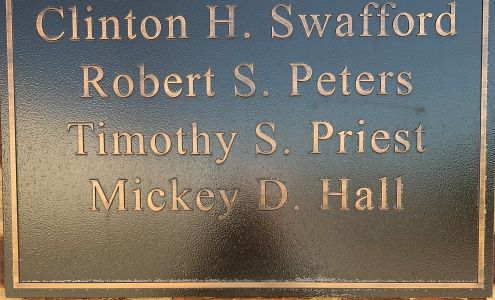 Clinton H. Swafford
Robert S. Peters
Timothy S. Priest
Mickey D. Hall